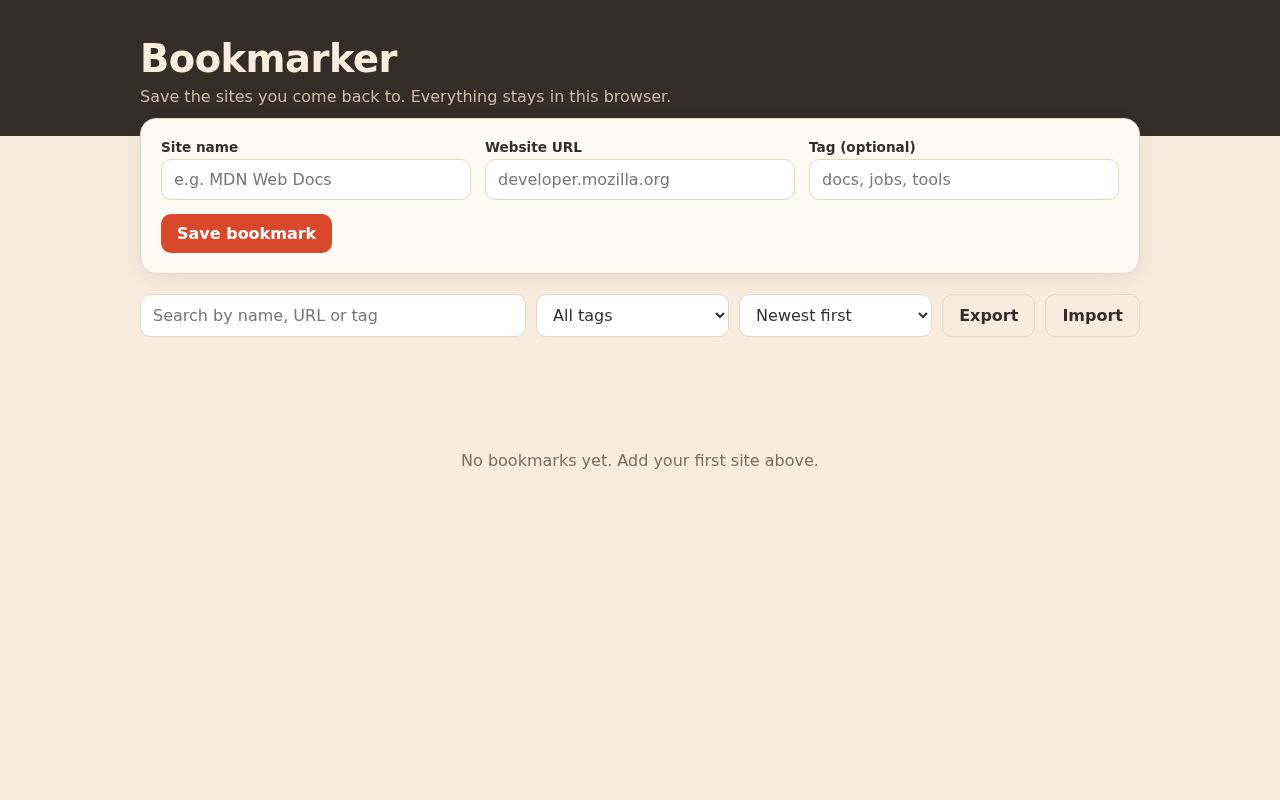 Bookmarker
Save the sites you come back to. Everything stays in this browser.
Site name
Website URL
Tag (optional)
e.g. MDN Web Docs
developer.mozilla.org
docs, jobs, tools
Save bookmark
Search by name, URL or tag
All tags
Newest first
Export
Import
No bookmarks yet. Add your first site above.